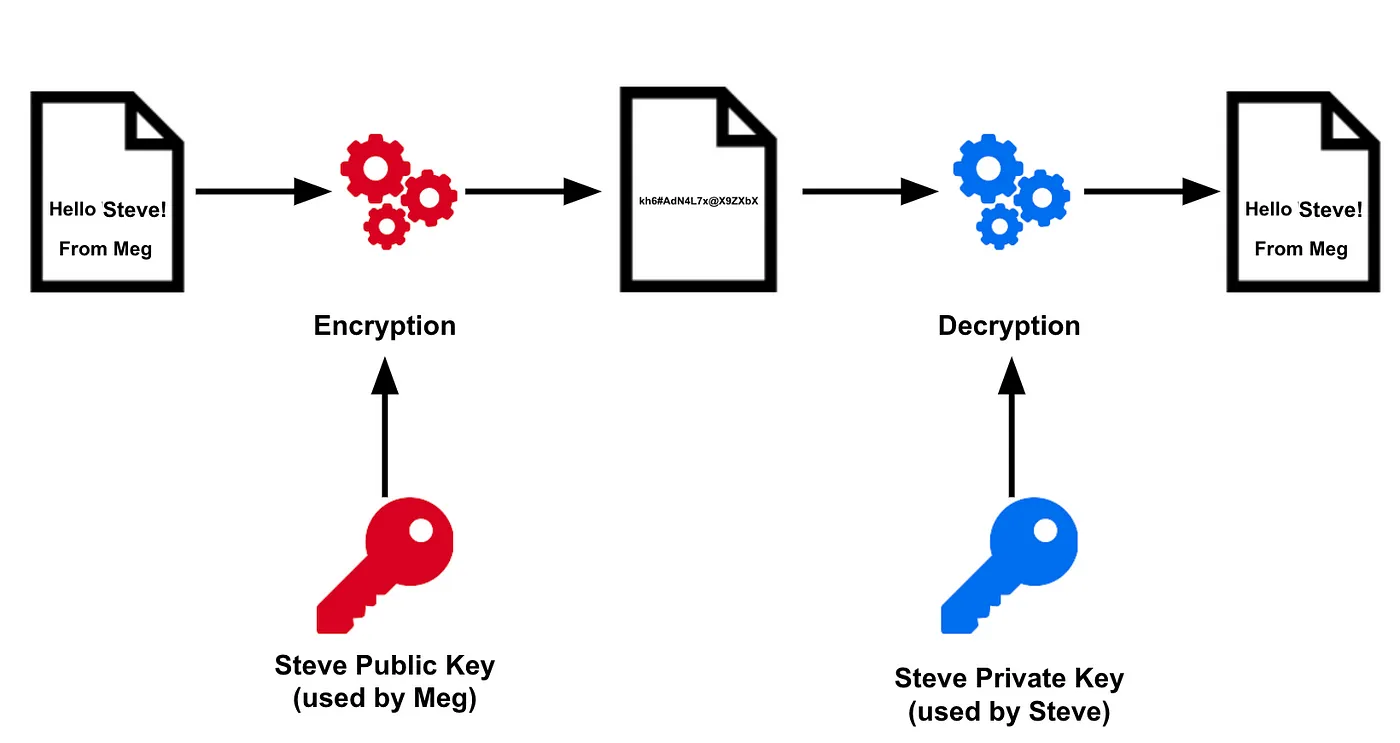 Hello Steve!
From Meg
kh6#AdN4L7x@X9ZXbX
Hello Steve!
From Meg
Encryption
Decryption
Steve Public Key
(used by Meg)
Steve Private Key
(used by Steve)